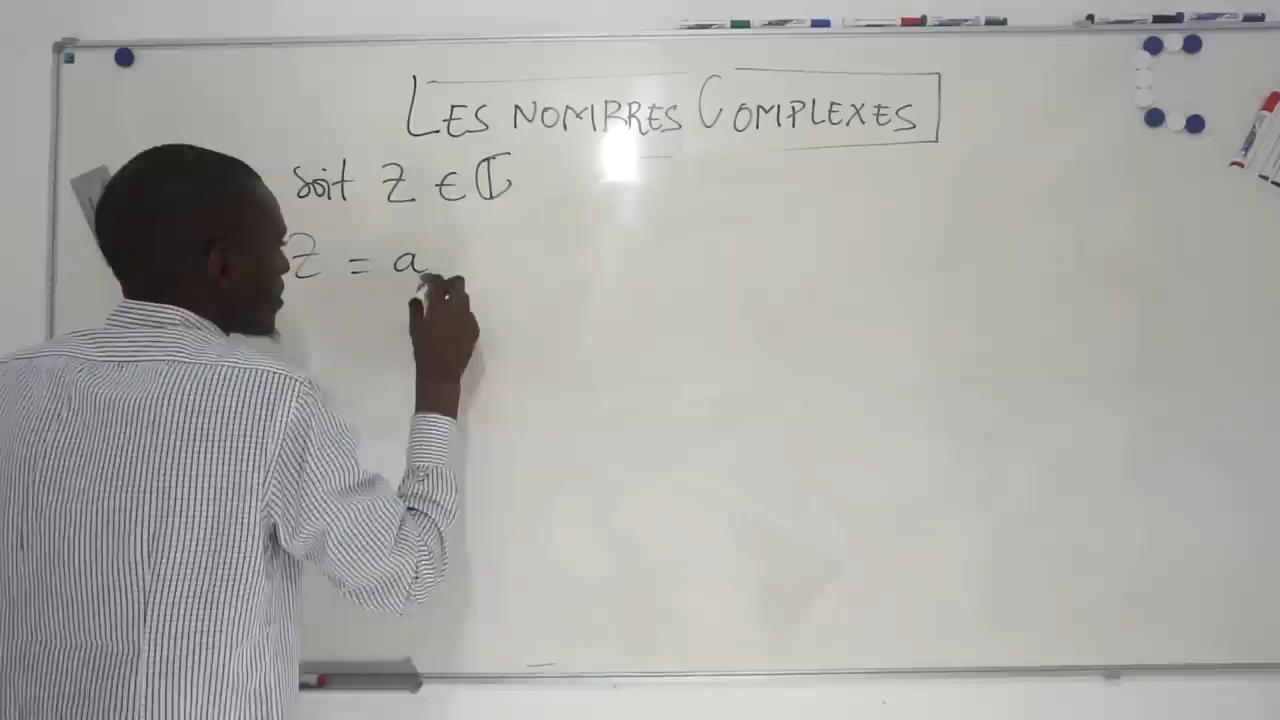 LES NOMBRES COMPLEXES
soit Z ∈ ℂ
Z = a